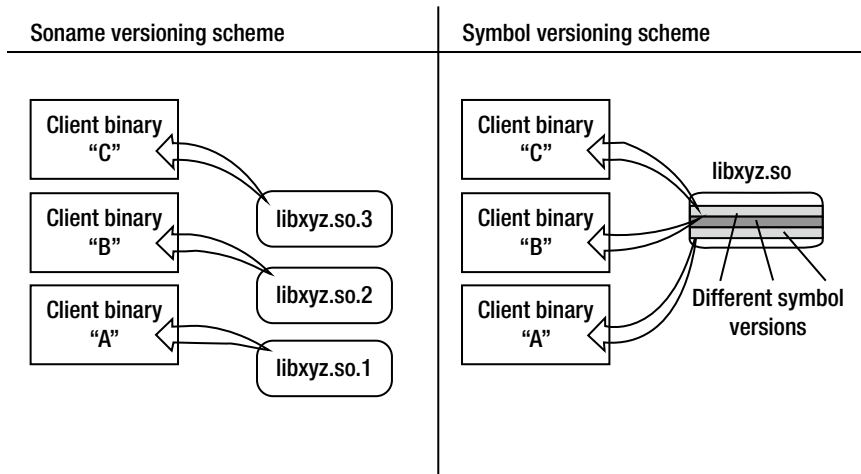 Soname versioning scheme
Client binary
“C”
Client binary
“B”
Client binary
“A”
libxyz.so.3
libxyz.so.2
libxyz.so.1
Symbol versioning scheme
Client binary
“C”
Client binary
“B”
Client binary
“A”
libxyz.so
Different symbol
versions